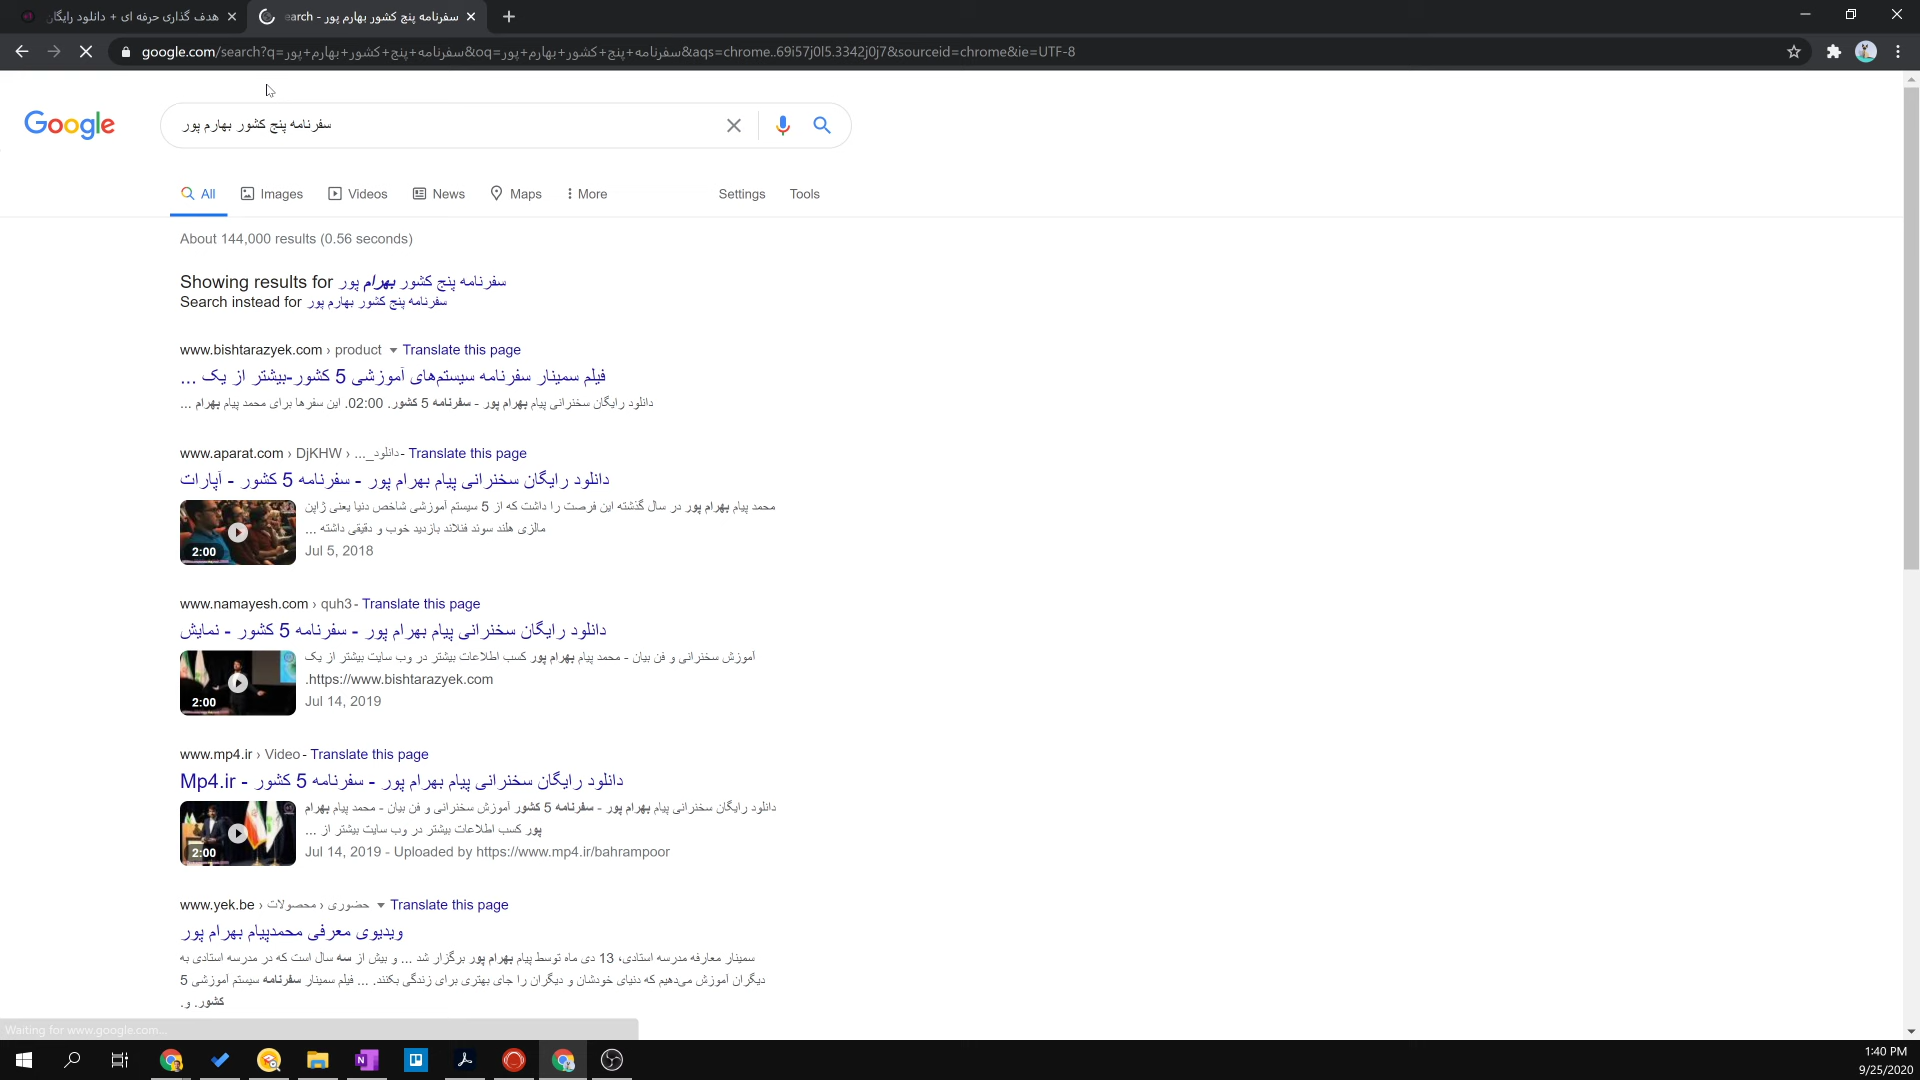 هدف گذاری حرفه ای + دانلود رایگان
سفرنامه پنج کشور بهارم پور - earch
google.com/search?q=سفرنامه+پنج+کشور+بهارم+پور&oq=سفرنامه+پنج+کشور+بهارم+پور&aqs=chrome..69i57j0l5.3342j0j7&sourceid=chrome&ie=UTF-8
Google
سفرنامه پنج کشور بهارم پور
All Images Videos News Maps More Settings Tools
About 144,000 results (0.56 seconds)
Showing results for سفرنامه پنج کشور بهرام پور
Search instead for سفرنامه پنج کشور بهارم پور
www.bishtarazyek.com › product Translate this page
فیلم سمینار سفرنامه سیستم‌های آموزشی 5 کشور-بیشتر از یک ...
دانلود رایگان سخنرانی پیام بهرام پور - سفرنامه 5 کشور. 02:00. این سفرها برای محمد پیام بهرام ...
www.aparat.com › DjKHW › ..._دانلود - Translate this page
دانلود رایگان سخنرانی پیام بهرام پور - سفرنامه 5 کشور - آپارات
محمد پیام بهرام پور در سال گذشته این فرصت را داشت که از 5 سیستم آموزشی شاخص دنیا یعنی ژاپن
مالزی هلند سوئد فنلاند بازدید خوب و دقیقی داشته ...
2:00
Jul 5, 2018
www.namayesh.com › quh3 - Translate this page
دانلود رایگان سخنرانی پیام بهرام پور - سفرنامه 5 کشور - نمایش
آموزش سخنرانی و فن بیان - محمد پیام بهرام پور کسب اطلاعات بیشتر در وب سایت بیشتر از یک
.https://www.bishtarazyek.com
2:00
Jul 14, 2019
www.mp4.ir › Video - Translate this page
دانلود رایگان سخنرانی پیام بهرام پور - سفرنامه 5 کشور - Mp4.ir
دانلود رایگان سخنرانی پیام بهرام پور - سفرنامه 5 کشور آموزش سخنرانی و فن بیان - محمد پیام بهرام
پور کسب اطلاعات بیشتر در وب سایت بیشتر از ...
2:00
Jul 14, 2019 - Uploaded by https://www.mp4.ir/bahrampoor
www.yek.be › حضوری › محصولات Translate this page
ویدیوی معرفی محمدپیام بهرام پور
سمینار معارفه مدرسه استادی، 13 دی ماه توسط پیام بهرام پور برگزار شد ... و بیش از سه سال است که در مدرسه استادی به
دیگران آموزش می‌دهیم که دنیای خودشان و دیگران را جای بهتری برای زندگی بکنند. ... فیلم سمینار سفرنامه سیستم آموزشی 5
کشور. و.
Waiting for www.google.com...
1:40 PM
9/25/2020